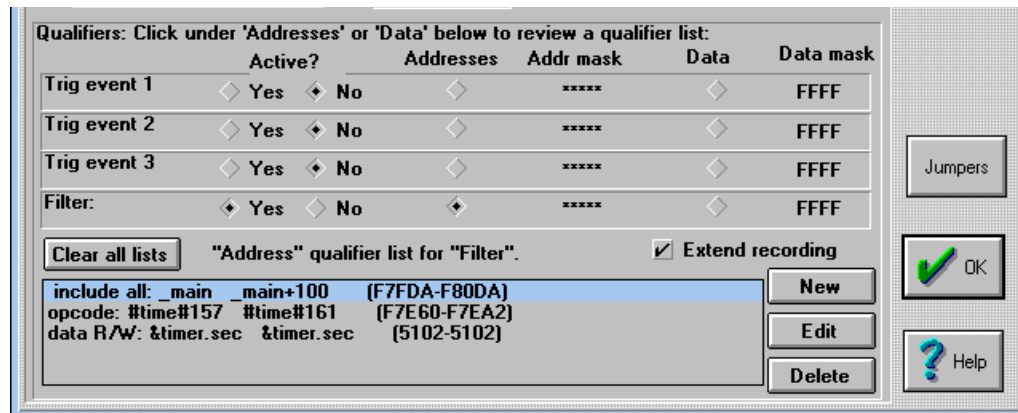 Qualifiers: Click under 'Addresses' or 'Data' below to review a qualifier list:
Active? Addresses Addr mask Data Data mask
Trig event 1 Yes No ***** FFFF
Trig event 2 Yes No ***** FFFF
Trig event 3 Yes No ***** FFFF
Filter: Yes No ***** FFFF
Jumpers
Clear all lists "Address" qualifier list for "Filter". Extend recording
include all: _main _main+100 (F7FDA-F80DA)
opcode: #time#157 #time#161 (F7E60-F7EA2)
data R/W: &timer.sec &timer.sec (5102-5102)
New
Edit
Delete
OK
Help